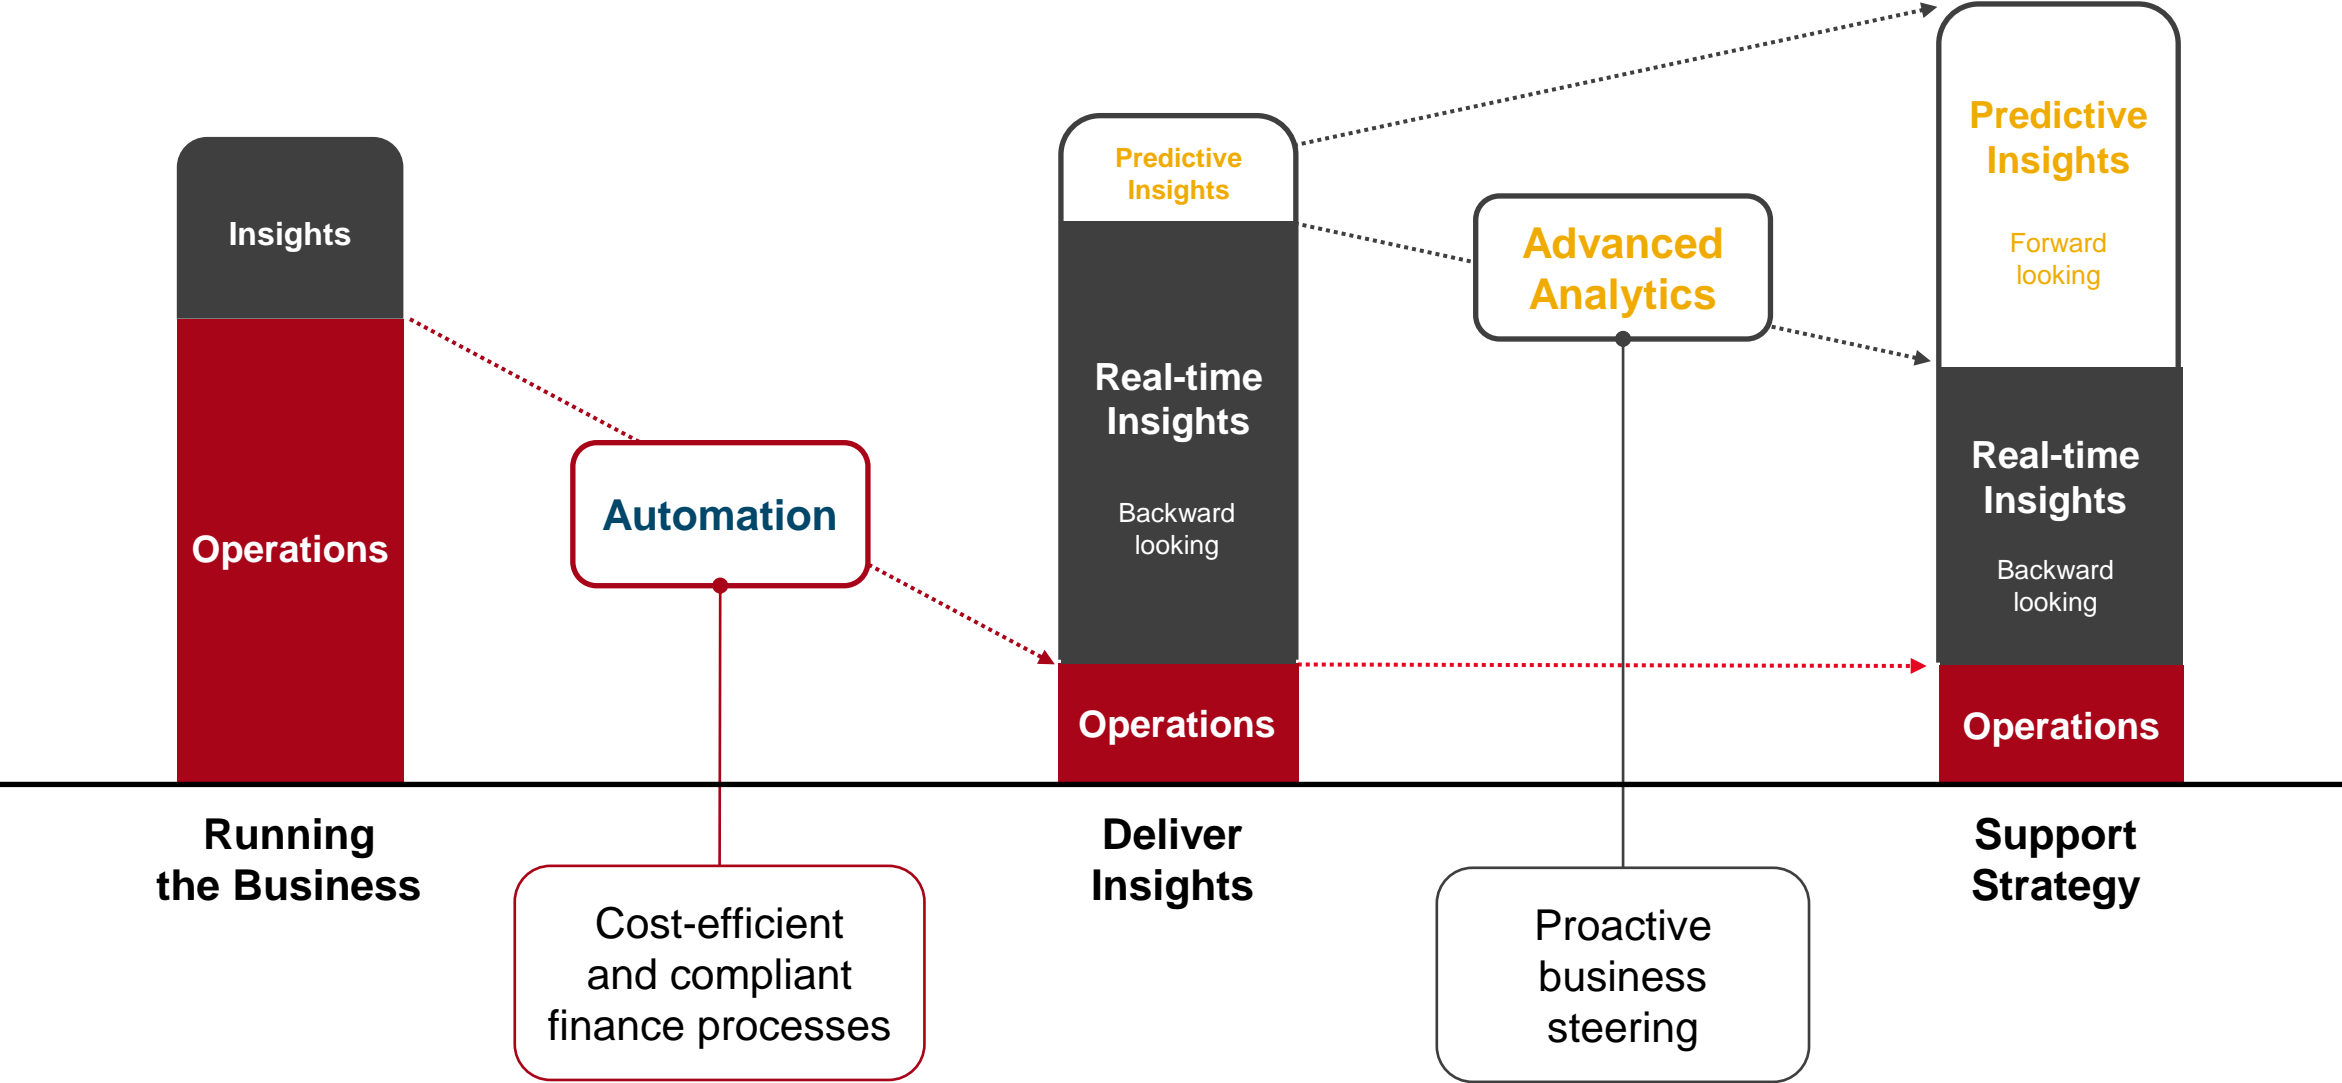 Insights
Operations
Running
the Business
Automation
Cost-efficient
and compliant
finance processes
Predictive
Insights
Real-time
Insights
Backward
looking
Operations
Deliver
Insights
Advanced
Analytics
Proactive
business
steering
Predictive
Insights
Forward
looking
Real-time
Insights
Backward
looking
Operations
Support
Strategy